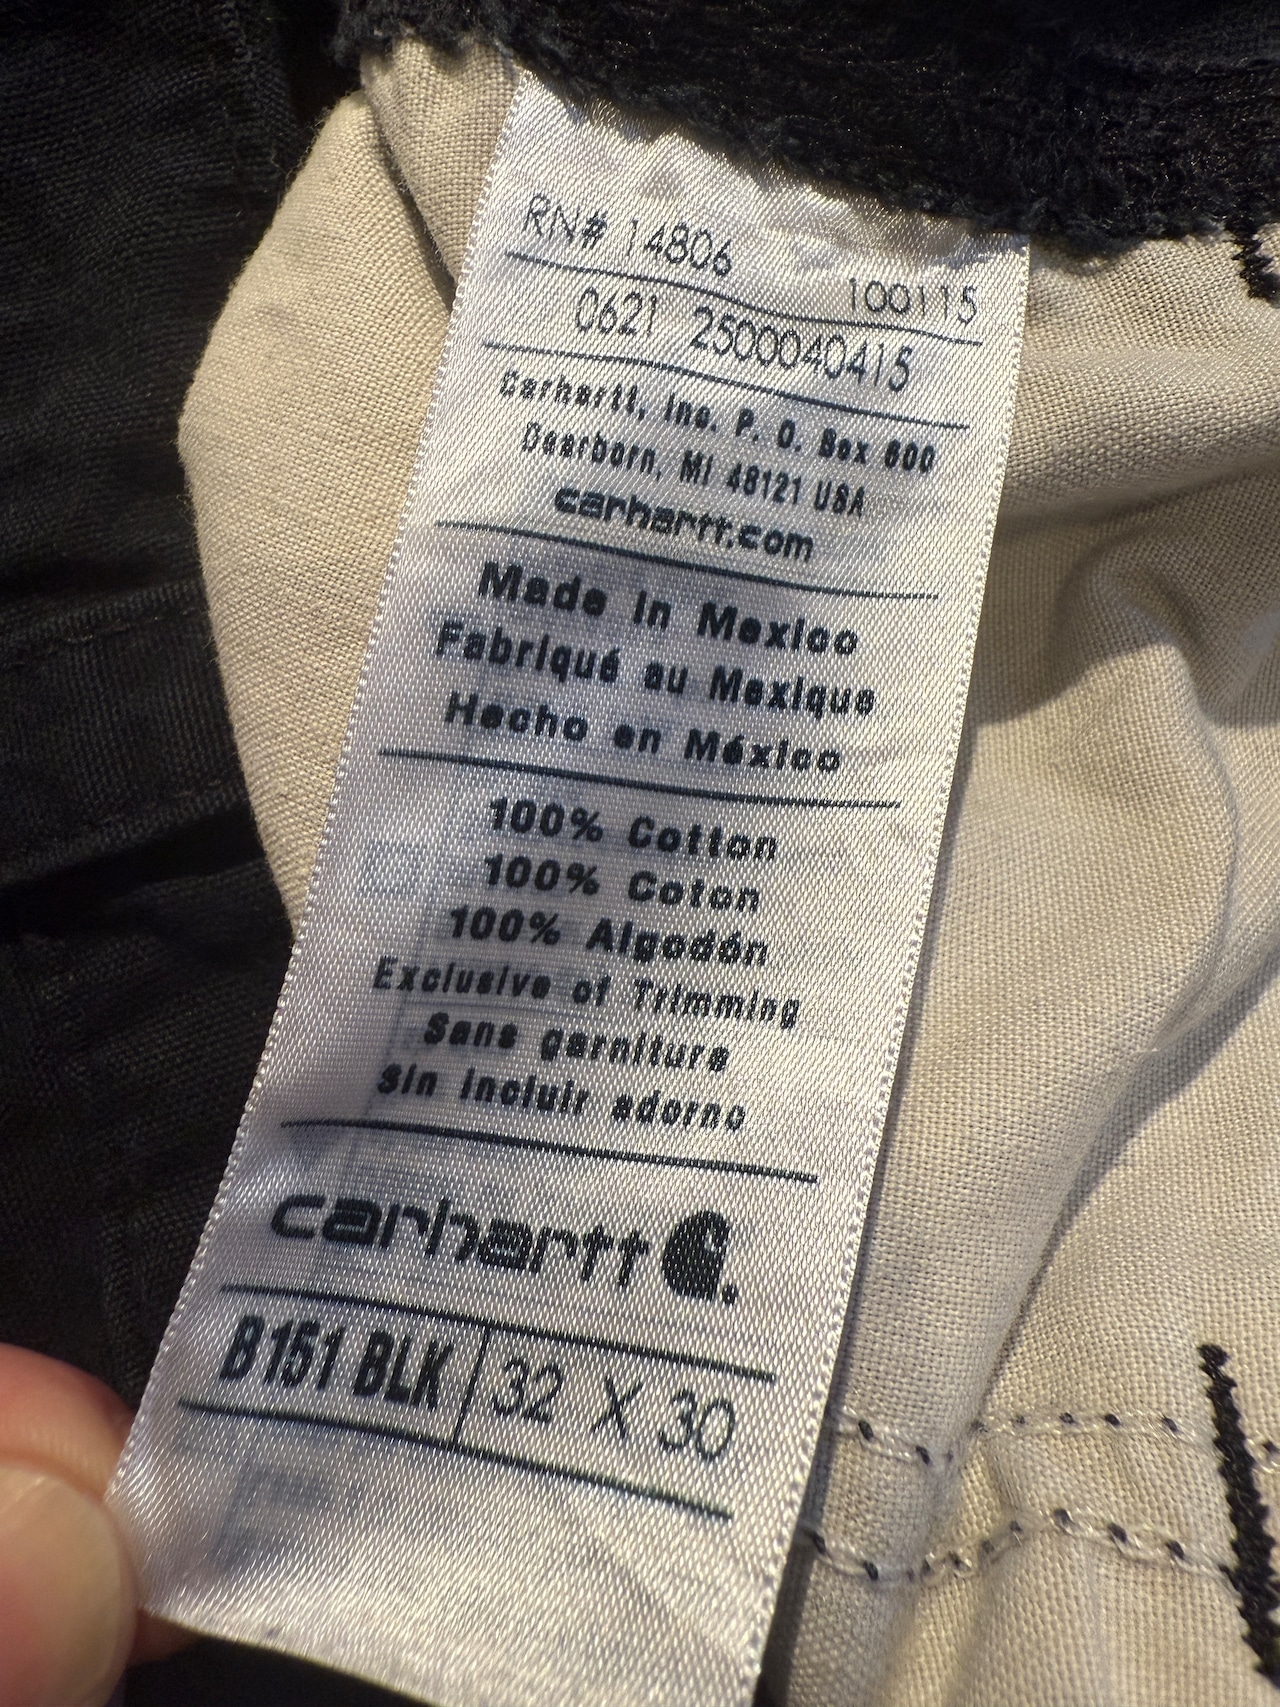 RN# 14806 100115
0621 2500040415
Carhartt, Inc. P. O. Box 600
Dearborn, MI 48121 USA
carhartt.com
Made in Mexico
Fabriqué au Mexique
Hecho en México
100% Cotton
100% Coton
100% Algodón
Exclusive of Trimming
Sans garniture
sin incluir adorno
carhartt
B151 BLK 32 X 30